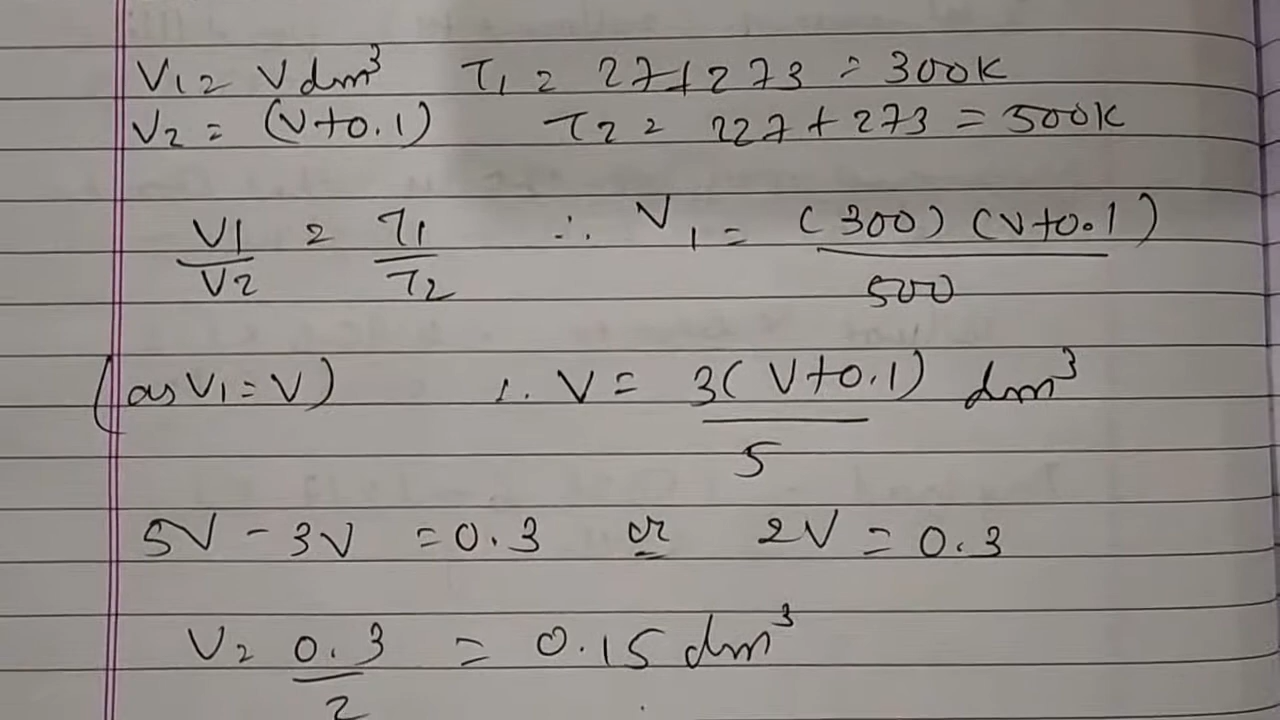 V1 = V dm³ T1 = 27+273 = 300K
V2 = (V+0.1) T2 = 227+273 = 500K
V1/V2 = T1/T2 ∴ V1 = (300) (V+0.1)/500
(as V1 = V) ∴ V = 3(V+0.1)/5 dm³
5V - 3V = 0.3 or 2V = 0.3
V = 0.3/2 = 0.15 dm³